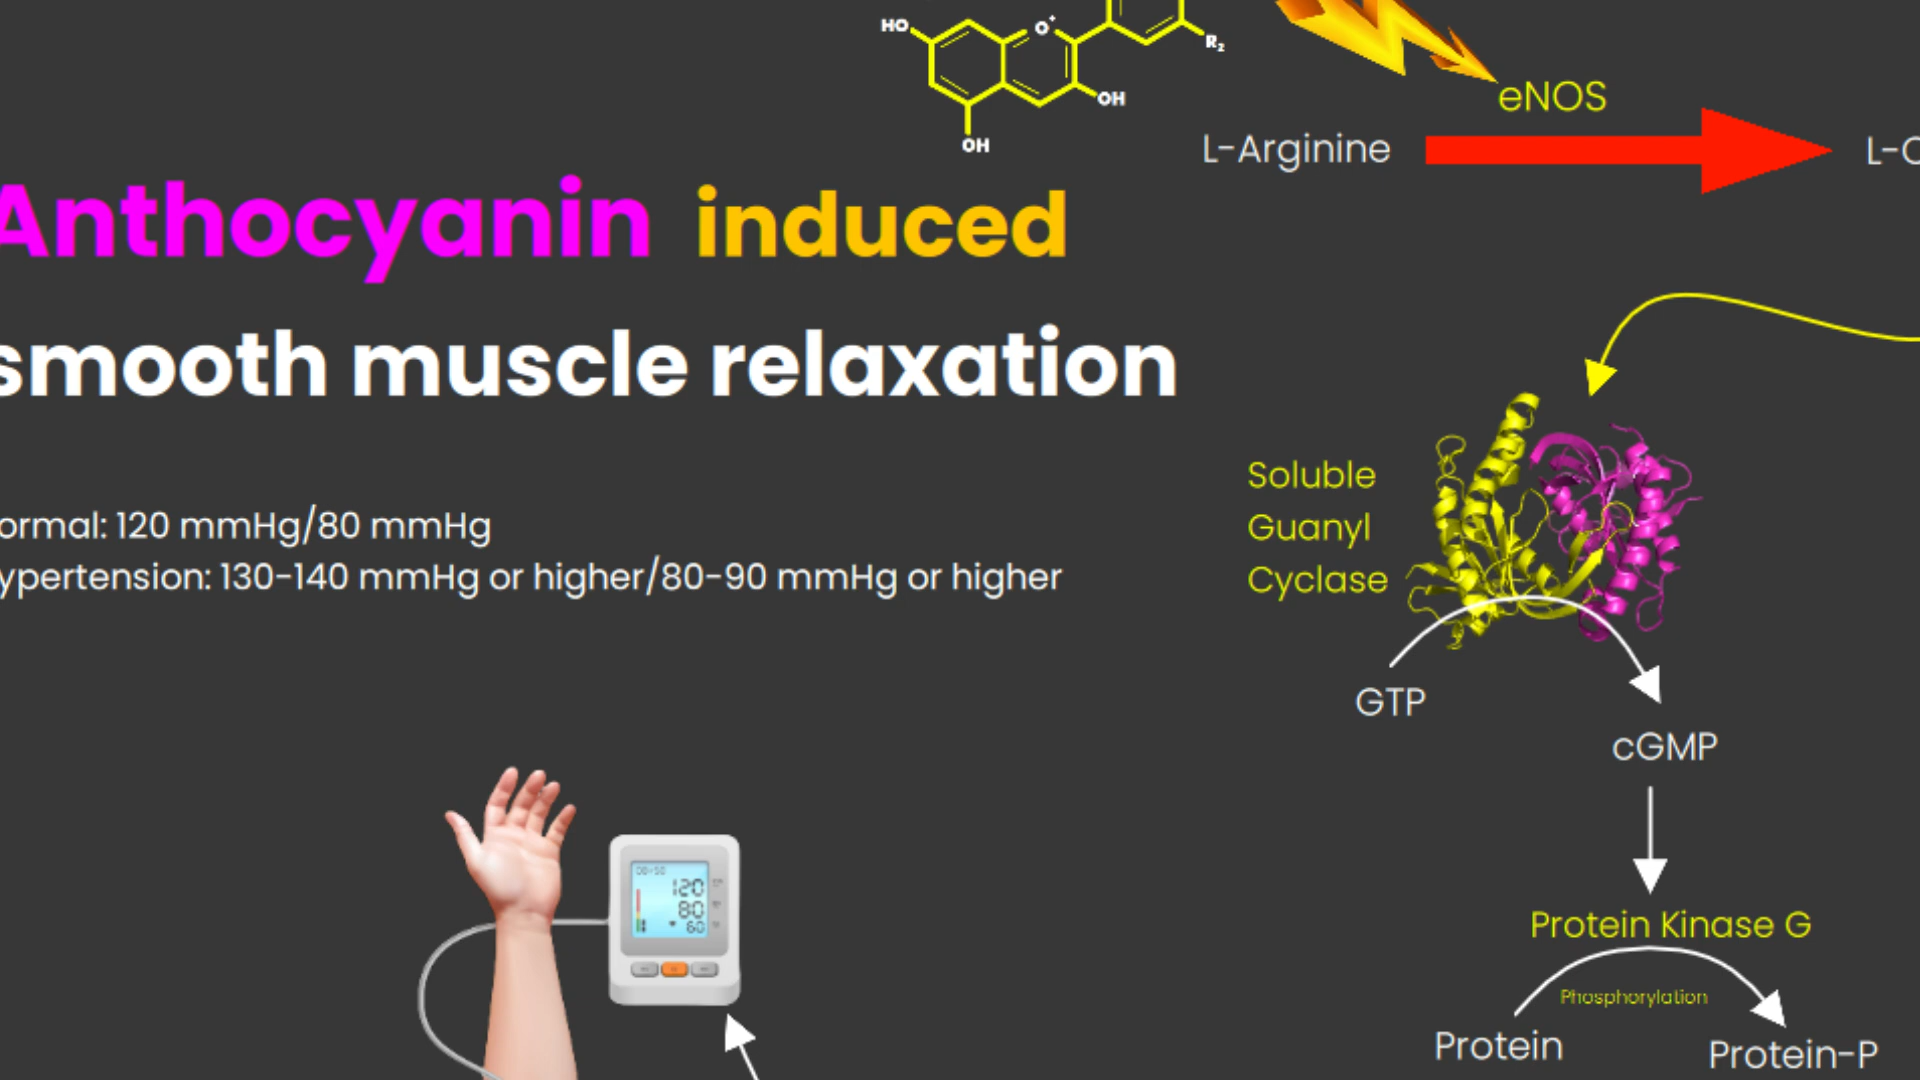 HO
O+
R2
OH
OH
eNOS
L-Arginine
L-C
Anthocyanin induced
smooth muscle relaxation
ormal: 120 mmHg/80 mmHg
ypertension: 130-140 mmHg or higher/80-90 mmHg or higher
Soluble
Guanyl
Cyclase
GTP
cGMP
120
80
60
Protein Kinase G
Phosphorylation
Protein
Protein-P